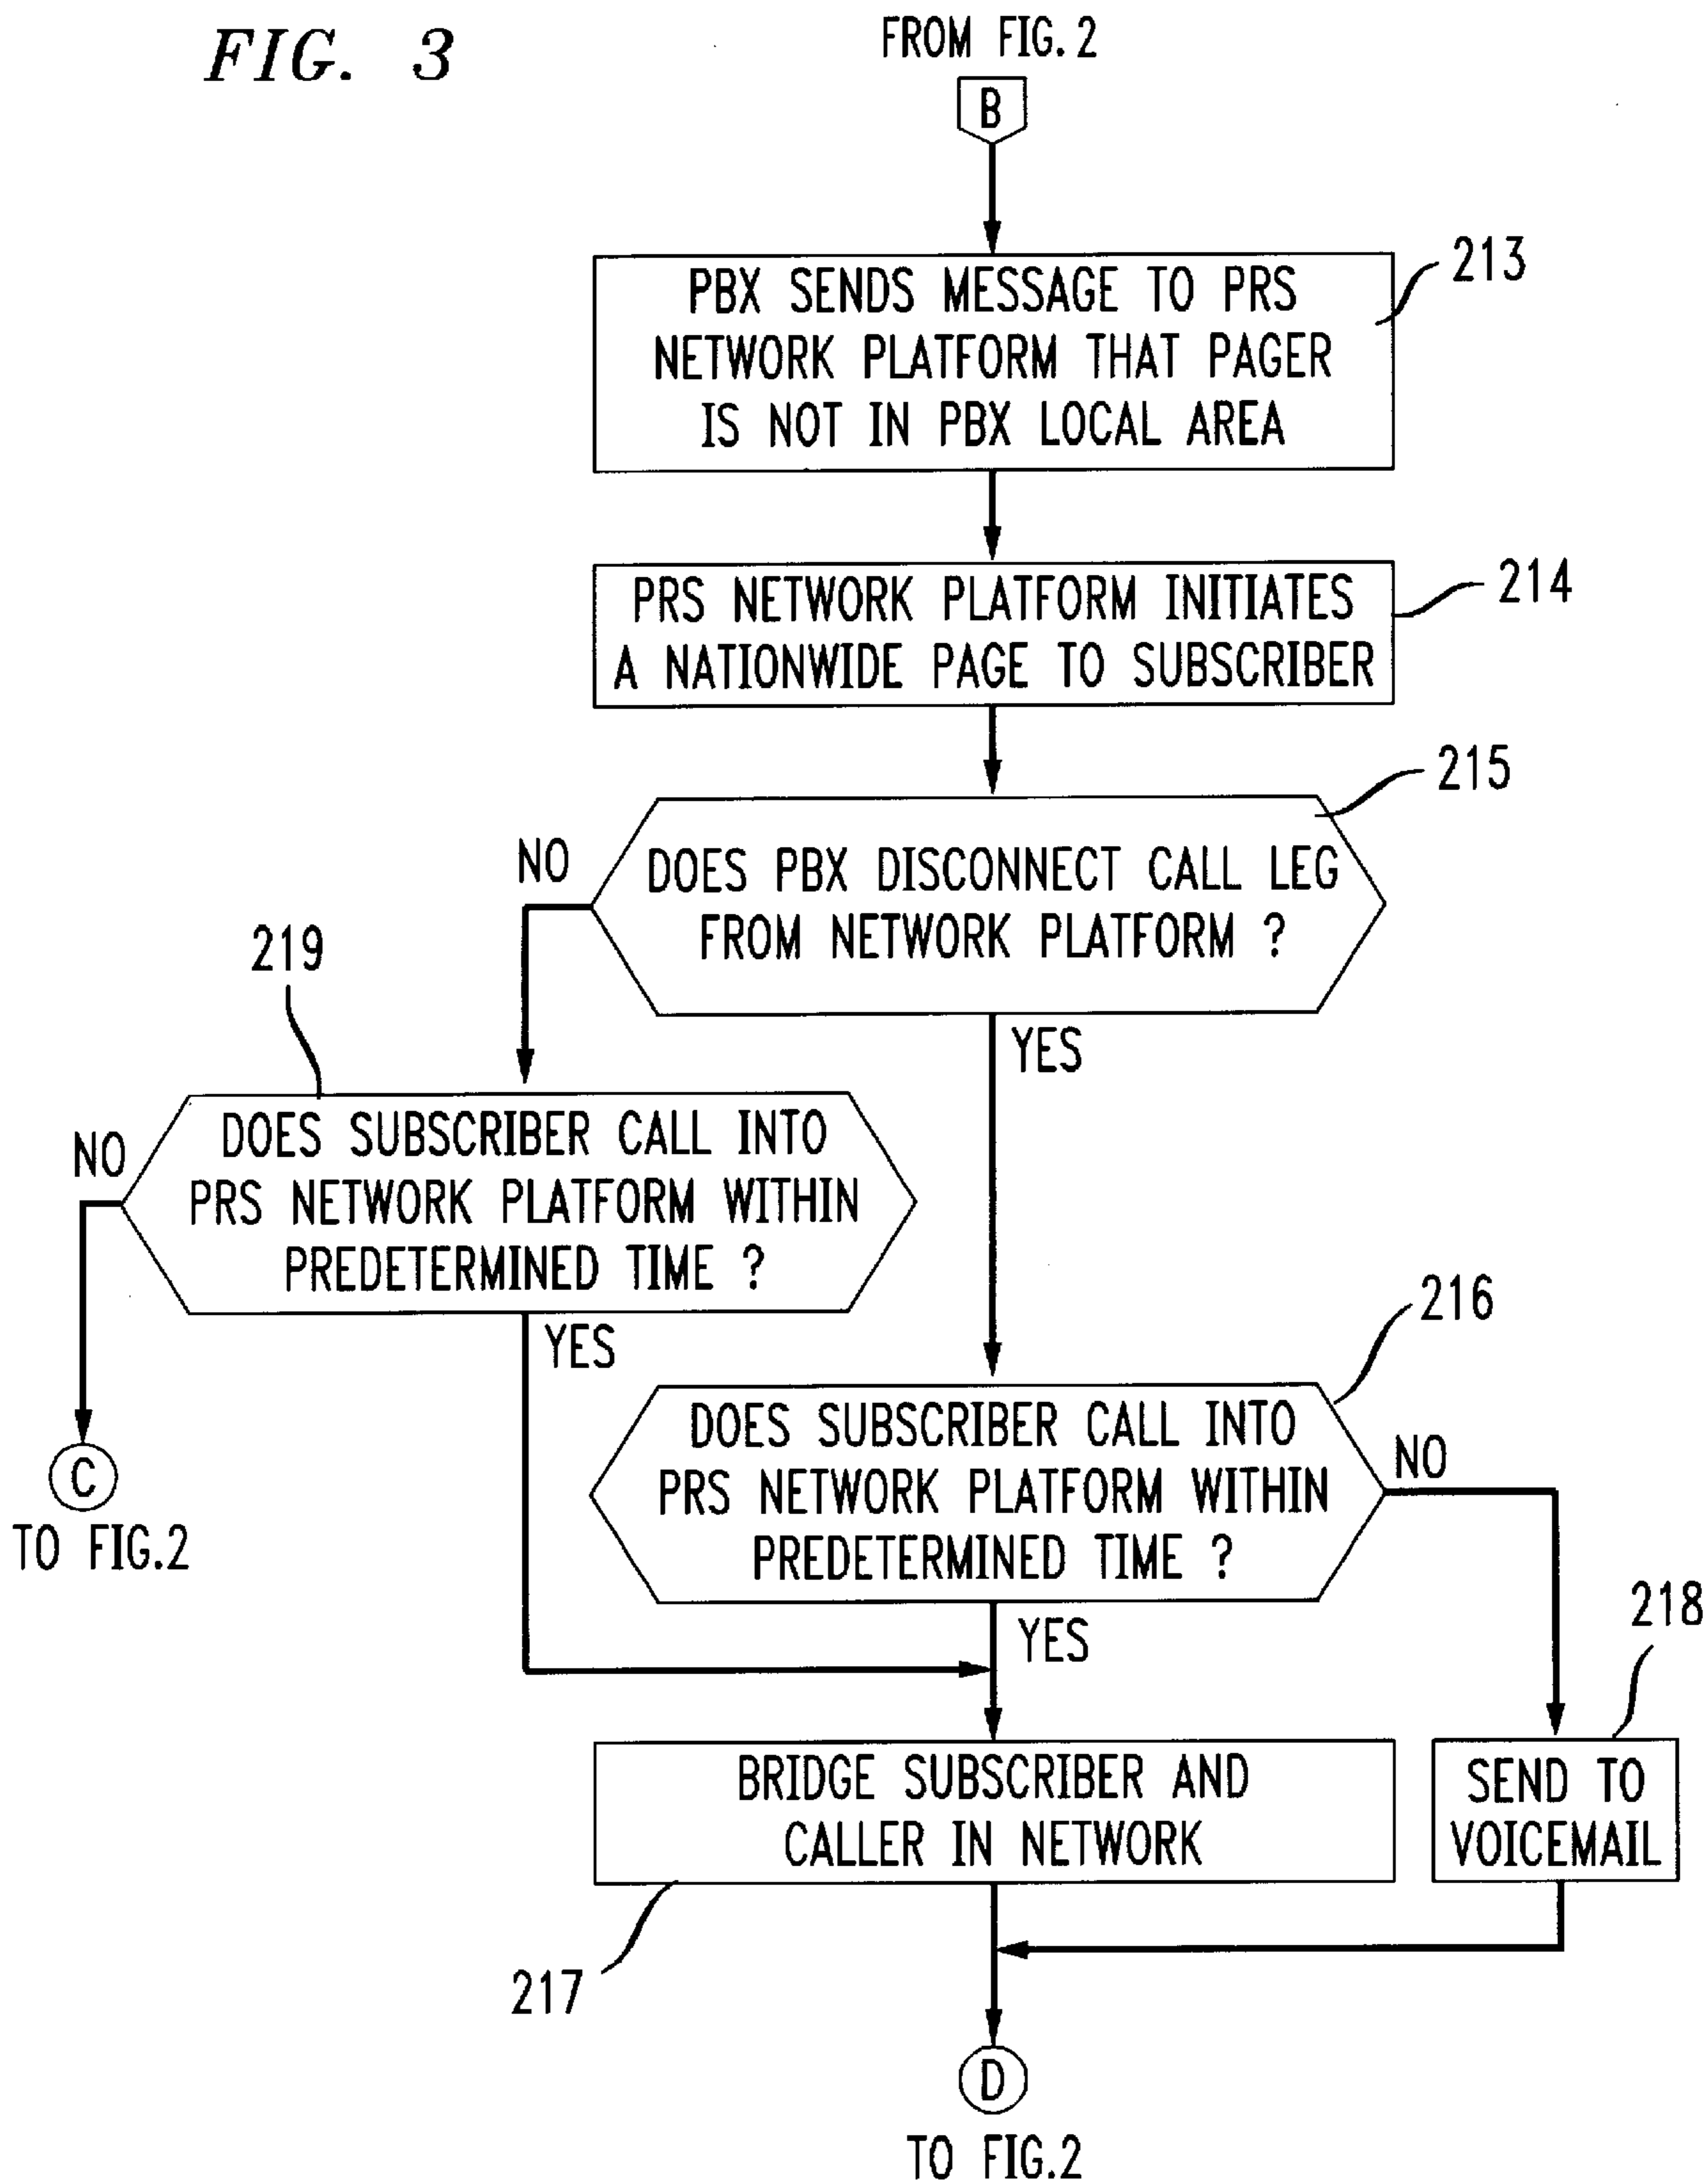 FIG. 3
FROM FIG. 2
B
213
PBX SENDS MESSAGE TO PRS
NETWORK PLATFORM THAT PAGER
IS NOT IN PBX LOCAL AREA
214
PRS NETWORK PLATFORM INITIATES
A NATIONWIDE PAGE TO SUBSCRIBER
215
NO
DOES PBX DISCONNECT CALL LEG
FROM NETWORK PLATFORM ?
YES
219
NO
DOES SUBSCRIBER CALL INTO
PRS NETWORK PLATFORM WITHIN
PREDETERMINED TIME ?
YES
C
TO FIG.2
216
DOES SUBSCRIBER CALL INTO
PRS NETWORK PLATFORM WITHIN
PREDETERMINED TIME ?
NO
YES
218
BRIDGE SUBSCRIBER AND
CALLER IN NETWORK
SEND TO
VOICEMAIL
217
D
TO FIG.2